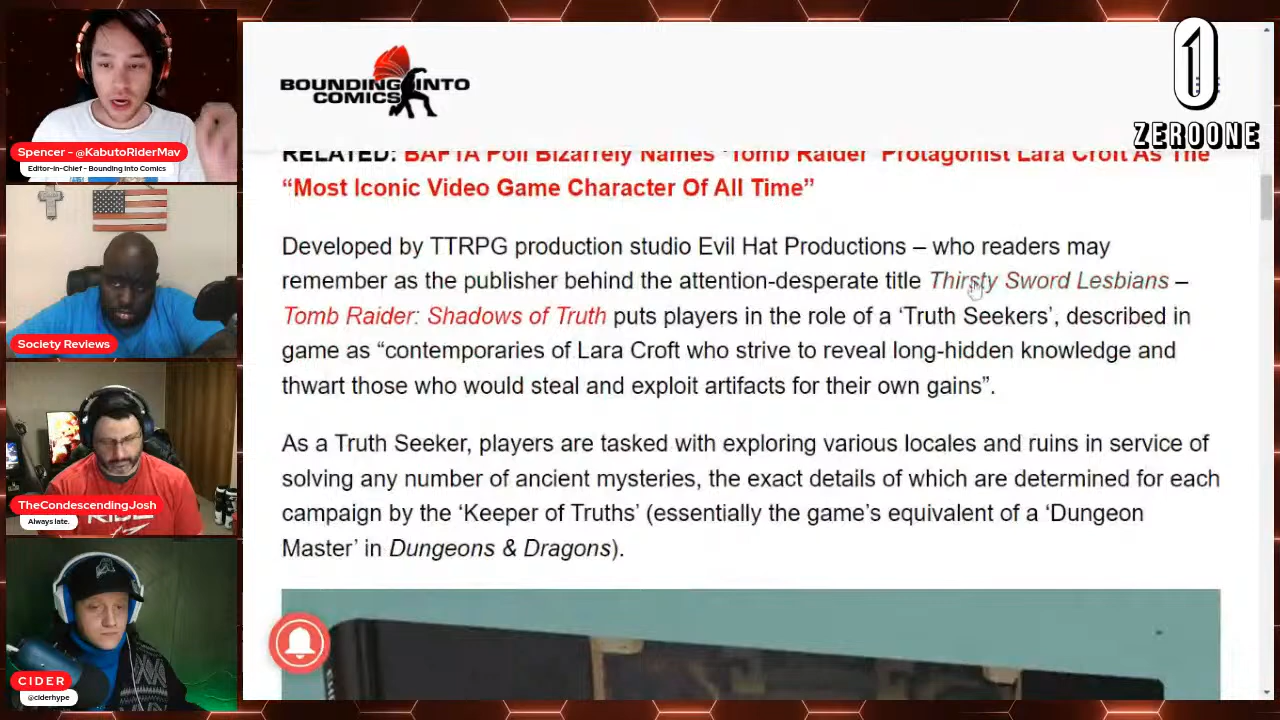 Spencer - @KabutoRiderMav
Editor-in-Chief - Bounding Into Comics
Society Reviews
TheCondescendingJosh
Always late.
CIDER
@ciderhype
BOUNDING INTO
COMICS
1
ZEROONE
RELATED: BAFTA Poll Bizarrely Names ‘Tomb Raider’ Protagonist Lara Croft As The
“Most Iconic Video Game Character Of All Time”
Developed by TTRPG production studio Evil Hat Productions – who readers may
remember as the publisher behind the attention-desperate title Thirsty Sword Lesbians –
Tomb Raider: Shadows of Truth puts players in the role of a ‘Truth Seekers’, described in
game as “contemporaries of Lara Croft who strive to reveal long-hidden knowledge and
thwart those who would steal and exploit artifacts for their own gains”.
As a Truth Seeker, players are tasked with exploring various locales and ruins in service of
solving any number of ancient mysteries, the exact details of which are determined for each
campaign by the ‘Keeper of Truths’ (essentially the game’s equivalent of a ‘Dungeon
Master’ in Dungeons & Dragons).